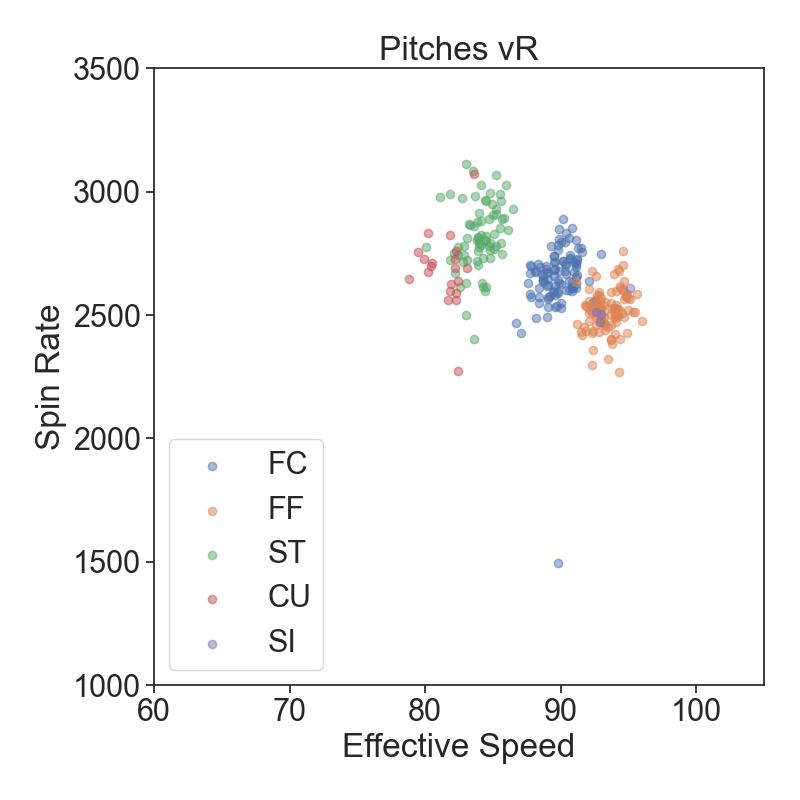 Pitches vR
3500
3000
2500
2000
1500
1000
Spin Rate
FC
FF
ST
CU
SI
60 70 80 90 100
Effective Speed